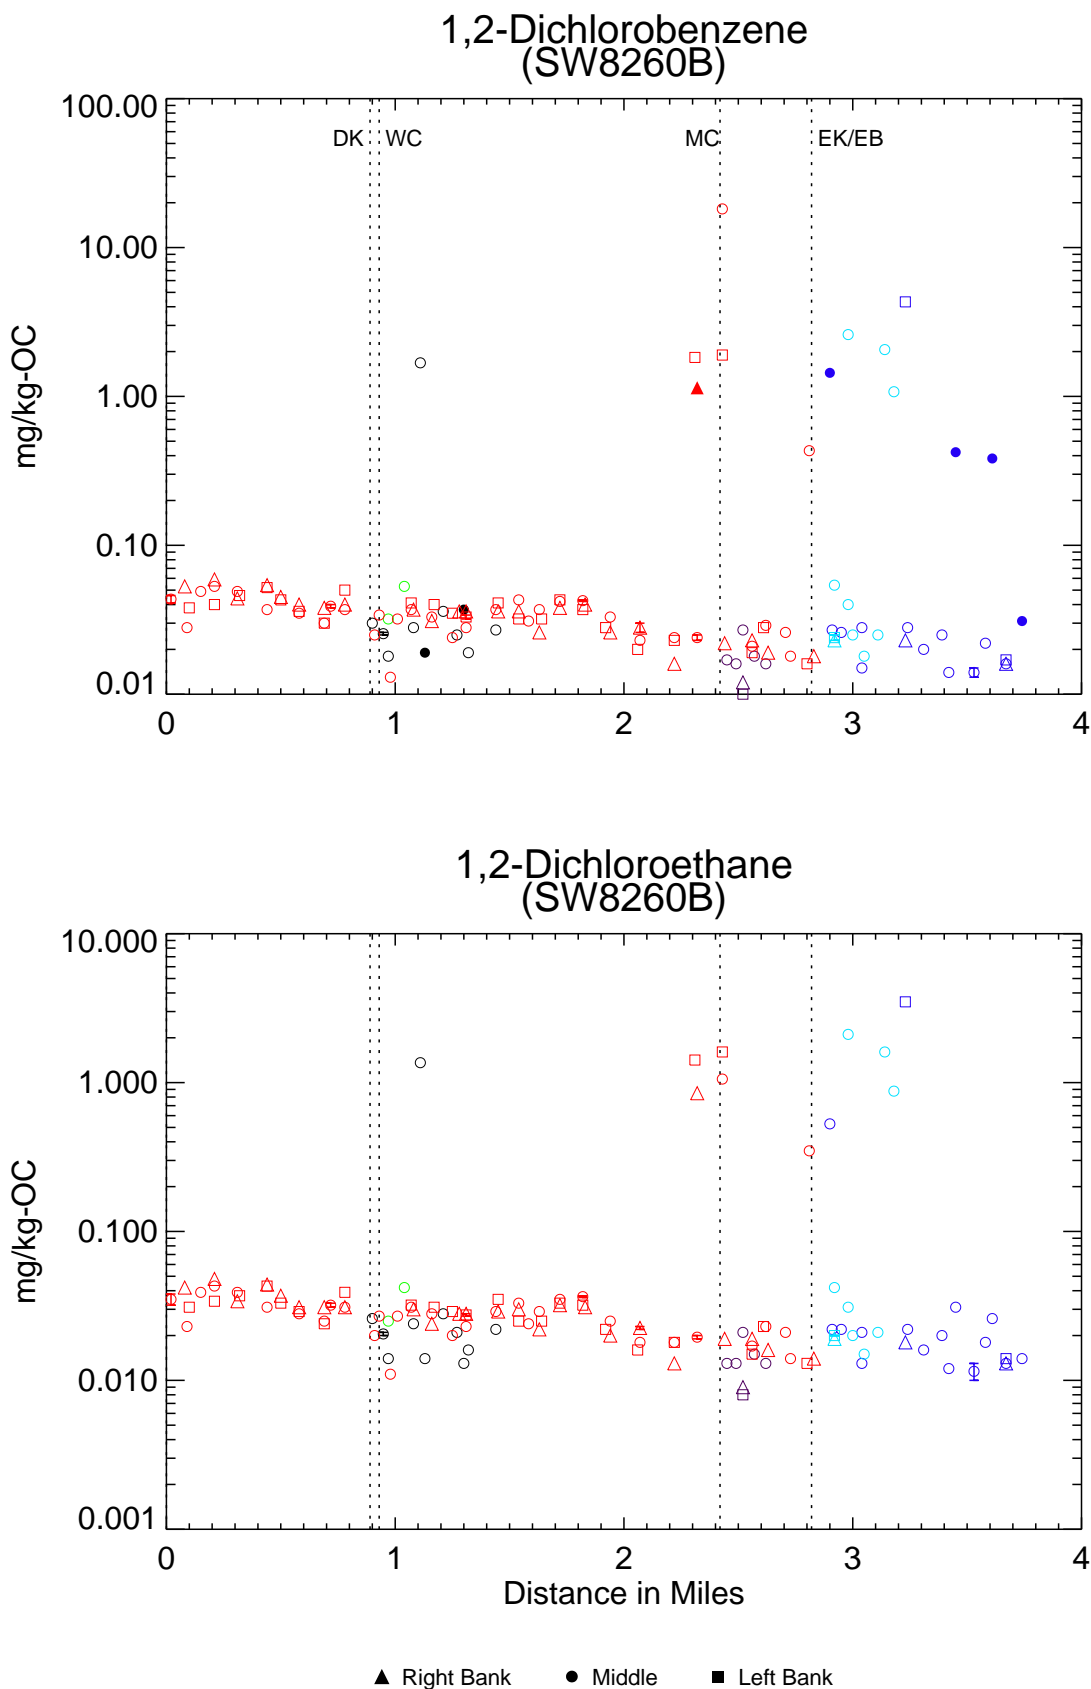 1,2-Dichlorobenzene
(SW8260B)
100.00
10.00
1.00
0.10
0.01
mg/kg-OC
DK
WC
MC
EK/EB
0 1 2 3 4
1,2-Dichloroethane
(SW8260B)
10.000
1.000
0.100
0.010
0.001
mg/kg-OC
0 1 2 3 4
Distance in Miles
Right Bank Middle Left Bank